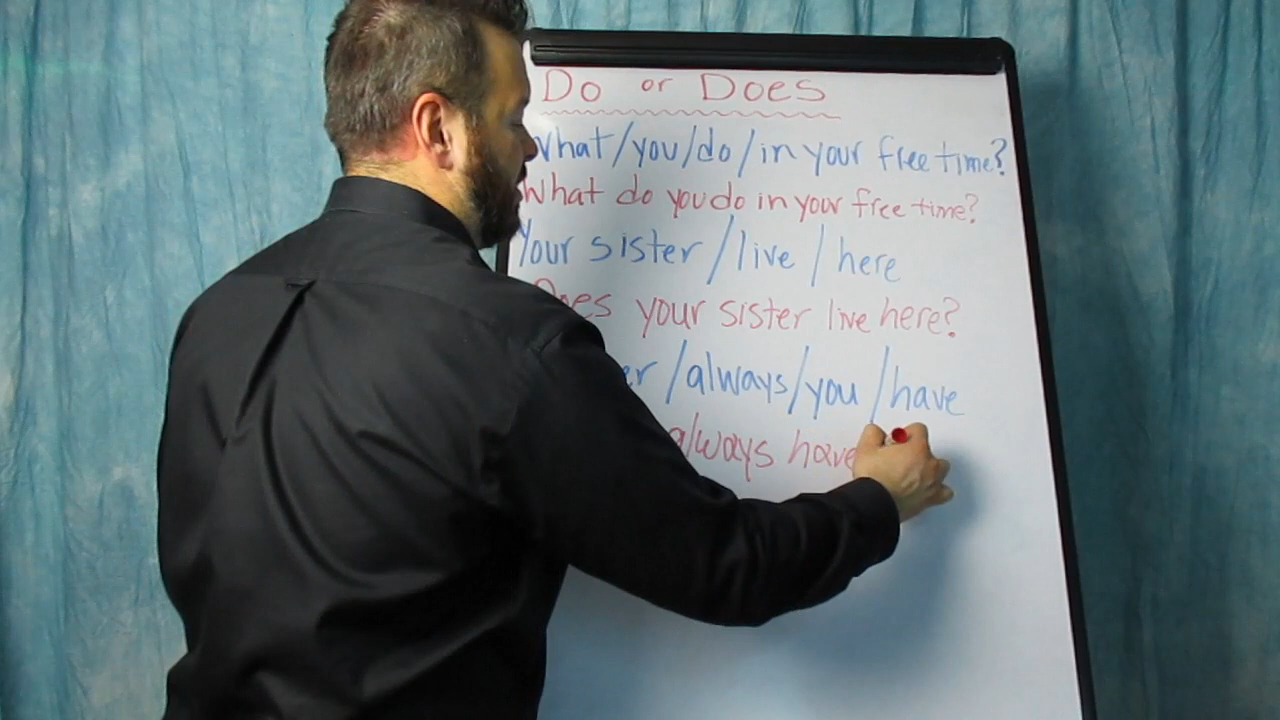 Do or Does
What/you/do/in your free time?
What do you do in your free time?
Your sister/live/here
Does your sister live here?
/always/you/have
always have